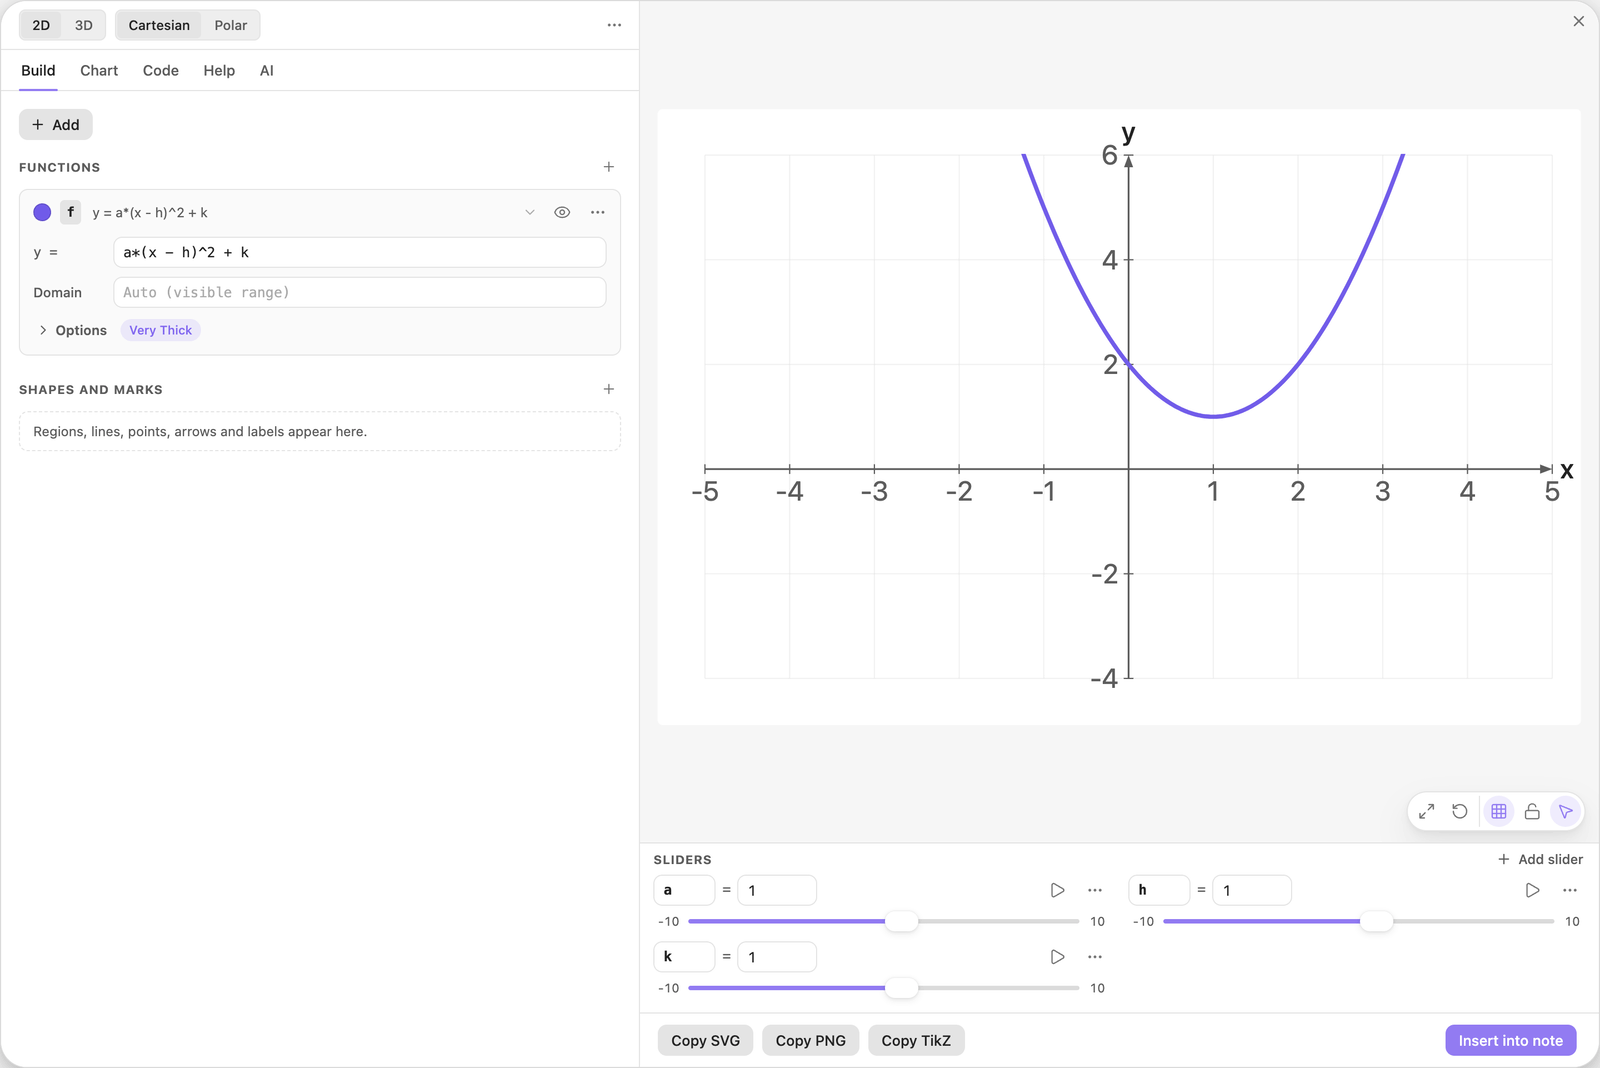 2D 3D Cartesian Polar
Build Chart Code Help AI
+ Add
FUNCTIONS
f y = a*(x - h)^2 + k
y = a*(x − h)^2 + k
Domain Auto (visible range)
Options Very Thick
SHAPES AND MARKS
Regions, lines, points, arrows and labels appear here.
y
6
4
2
x
-5 -4 -3 -2 -1 1 2 3 4 5
-2
-4
SLIDERS + Add slider
a = 1 h = 1
-10 10 -10 10
k = 1
-10 10
Copy SVG Copy PNG Copy TikZ Insert into note